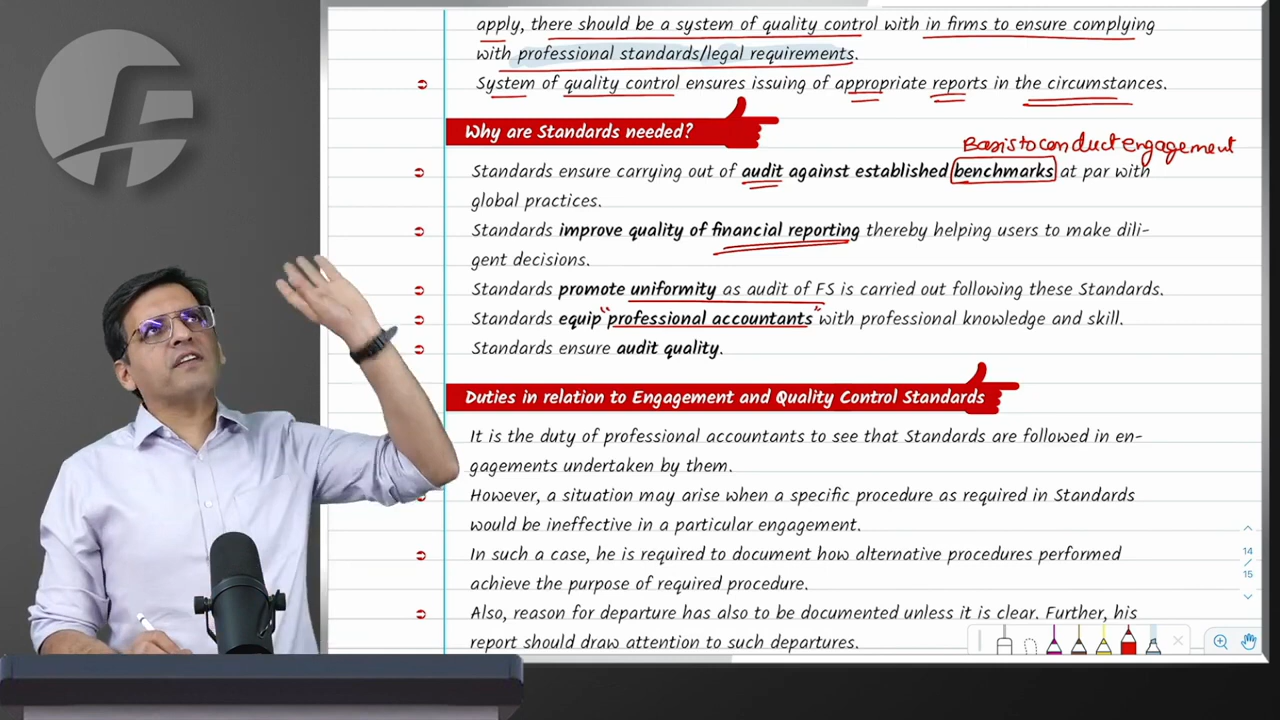 apply, there should be a system of quality control with in firms to ensure complying
with professional standards/legal requirements.
System of quality control ensures issuing of appropriate reports in the circumstances.
Why are Standards needed?
Basis to conduct engagement
Standards ensure carrying out of audit against established benchmarks at par with
global practices.
Standards improve quality of financial reporting thereby helping users to make dili-
gent decisions.
Standards promote uniformity as audit of FS is carried out following these Standards.
Standards equip "professional accountants" with professional knowledge and skill.
Standards ensure audit quality.
Duties in relation to Engagement and Quality Control Standards
It is the duty of professional accountants to see that Standards are followed in en-
gagements undertaken by them.
However, a situation may arise when a specific procedure as required in Standards
would be ineffective in a particular engagement.
In such a case, he is required to document how alternative procedures performed
achieve the purpose of required procedure.
Also, reason for departure has also to be documented unless it is clear. Further, his
report should draw attention to such departures.
14
/
15